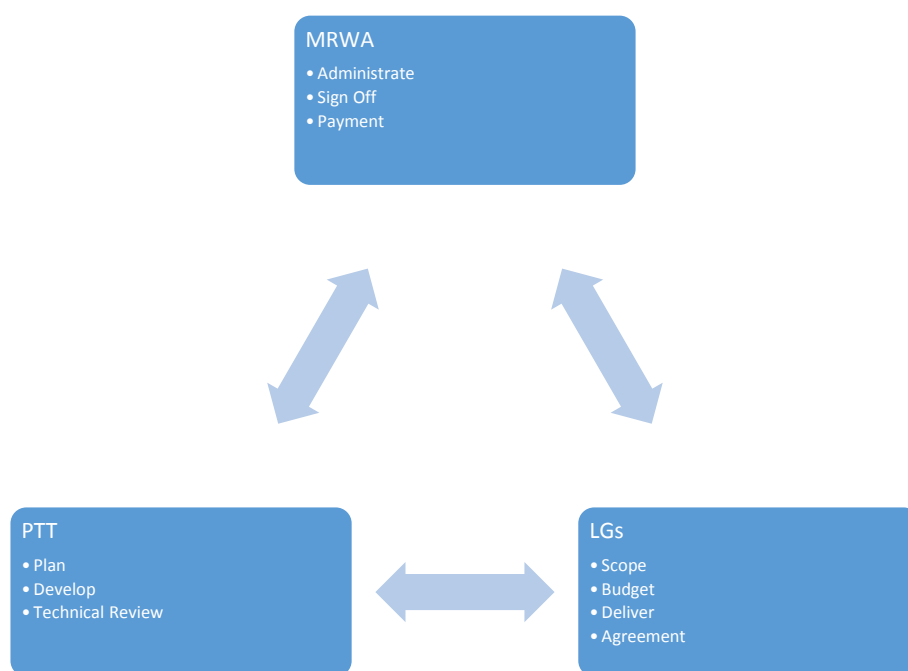 MRWA
• Administrate
• Sign Off
• Payment
PTT
• Plan
• Develop
• Technical Review
LGs
• Scope
• Budget
• Deliver
• Agreement